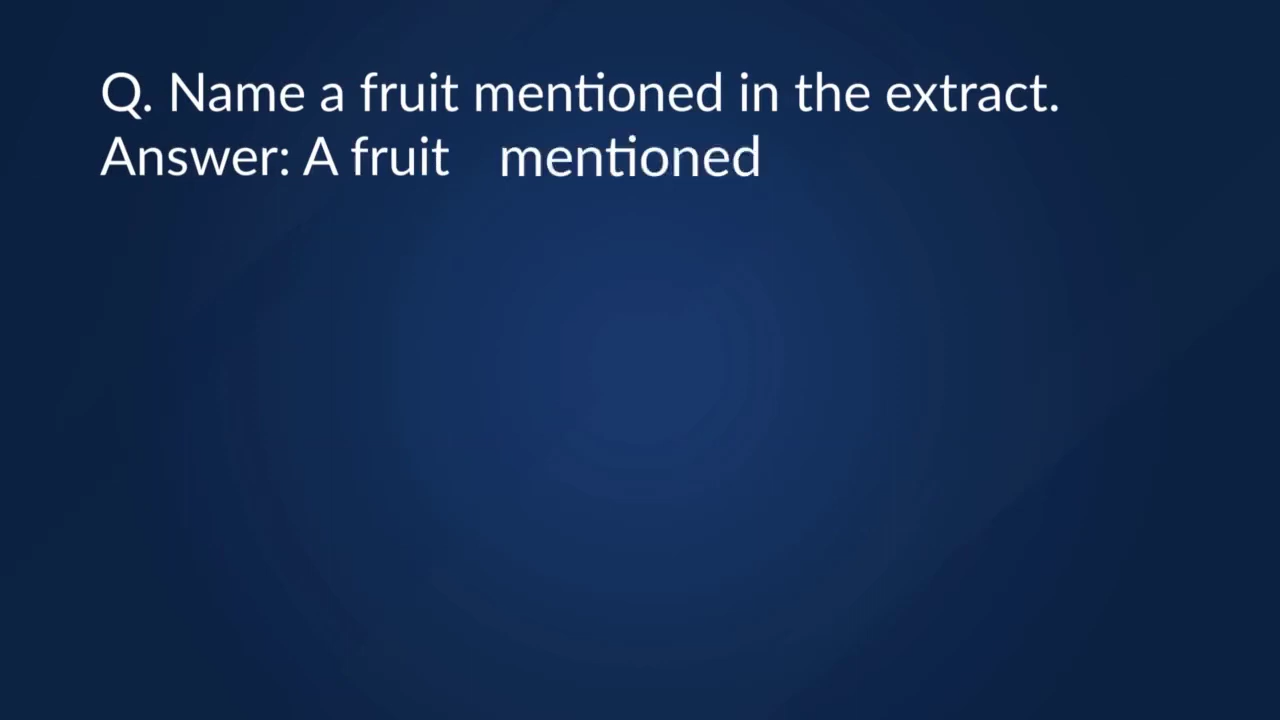 Q. Name a fruit mentioned in the extract.
Answer: A fruit mentioned